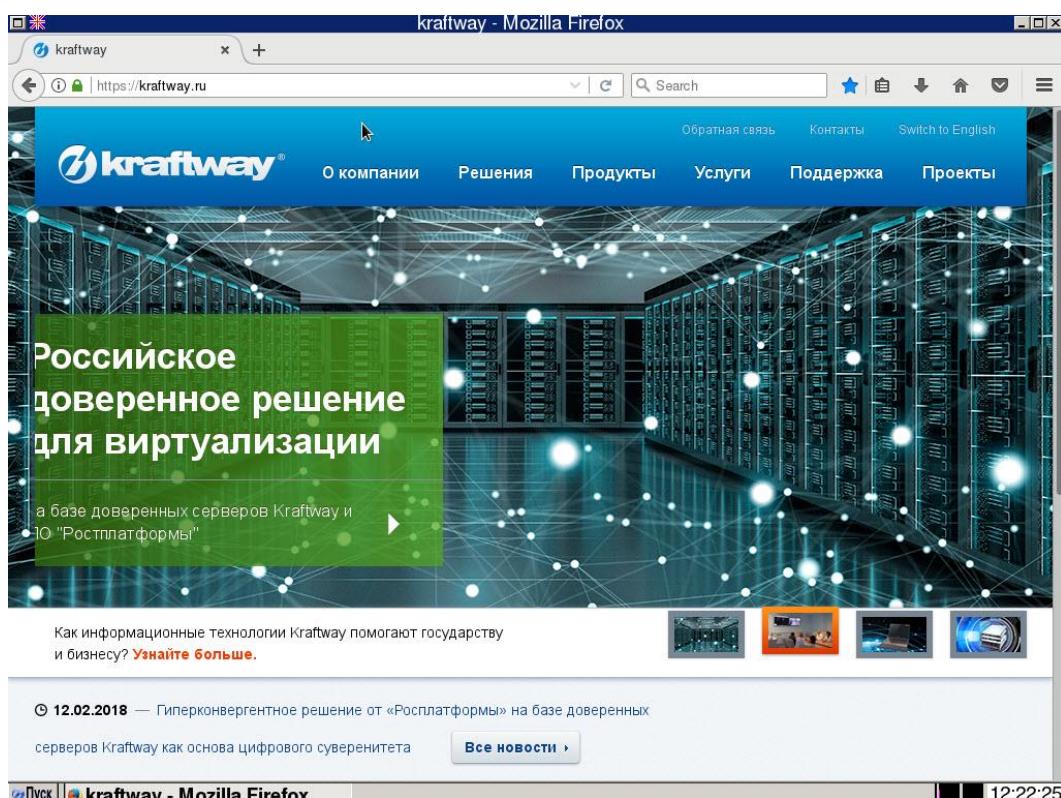 kraftway - Mozilla Firefox
kraftway
https://kraftway.ru
Search
Обратная связь Контакты Switch to English
kraftway®
О компании Решения Продукты Услуги Поддержка Проекты
Российское
доверенное решение
для виртуализации
а базе доверенных серверов Kraftway и
ПО "Ростплатформы"
Как информационные технологии Kraftway помогают государству
и бизнесу? Узнайте больше.
12.02.2018 — Гиперконвергентное решение от «Росплатформы» на базе доверенных
серверов Kraftway как основа цифрового суверенитета
Все новости
Пуск kraftway - Mozilla Firefox 12:22:25